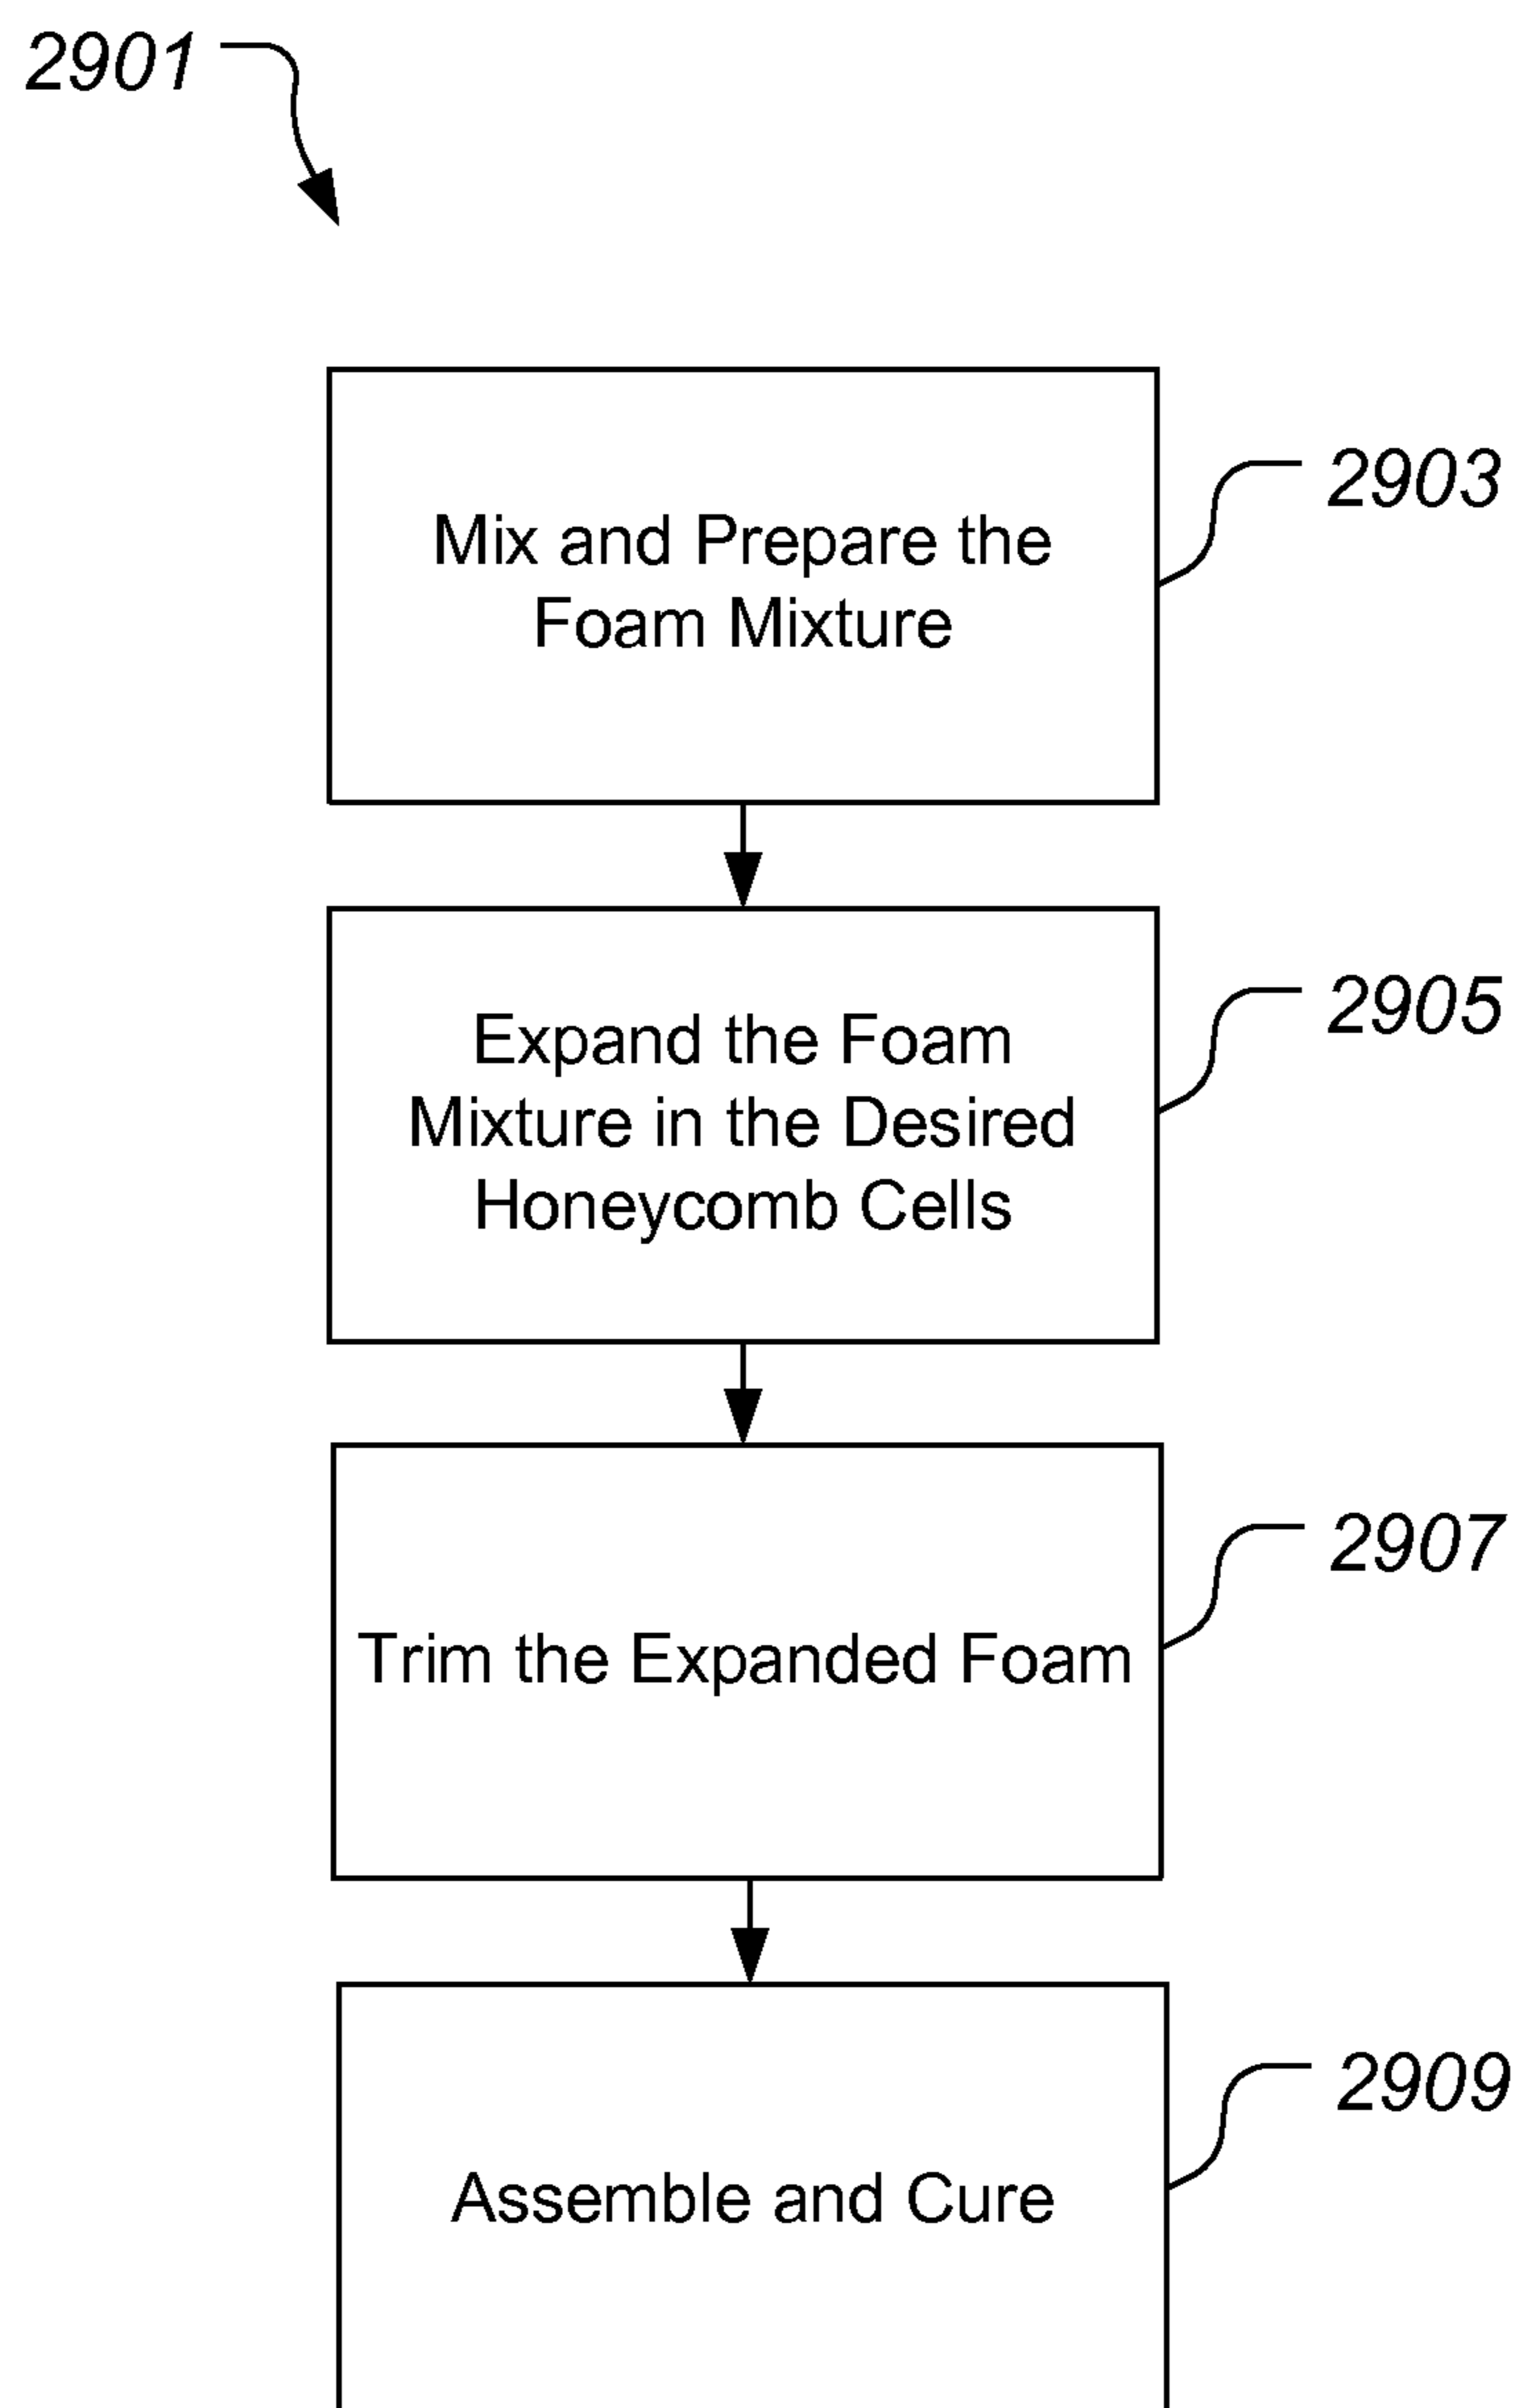 2901
2903
Mix and Prepare the
Foam Mixture
2905
Expand the Foam
Mixture in the Desired
Honeycomb Cells
2907
Trim the Expanded Foam
2909
Assemble and Cure